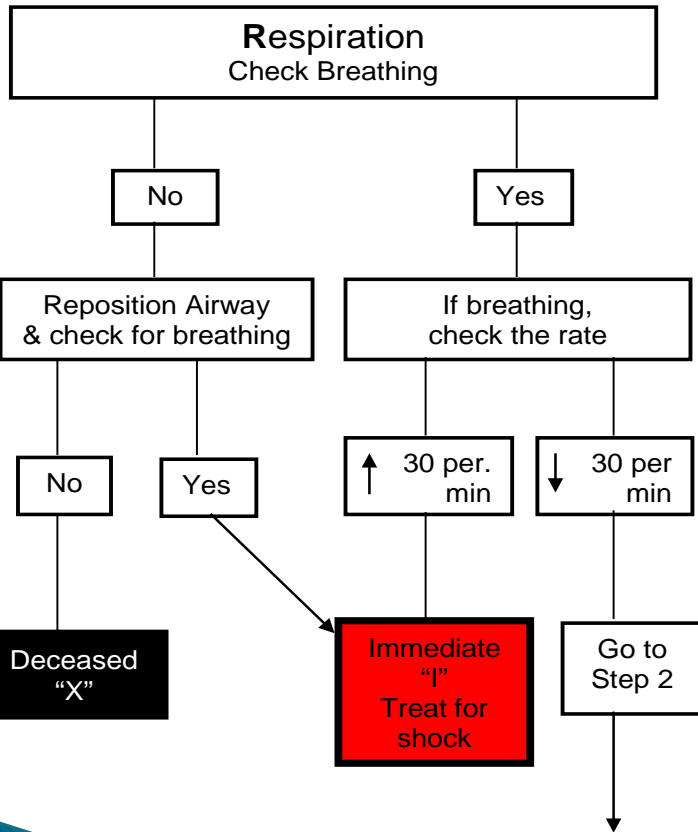 Respiration
Check Breathing
No
Yes
Reposition Airway
& check for breathing
If breathing,
check the rate
No
Yes
↑ 30 per.
min
↓ 30 per
min
Deceased
“X”
Immediate
“I”
Treat for
shock
Go to
Step 2